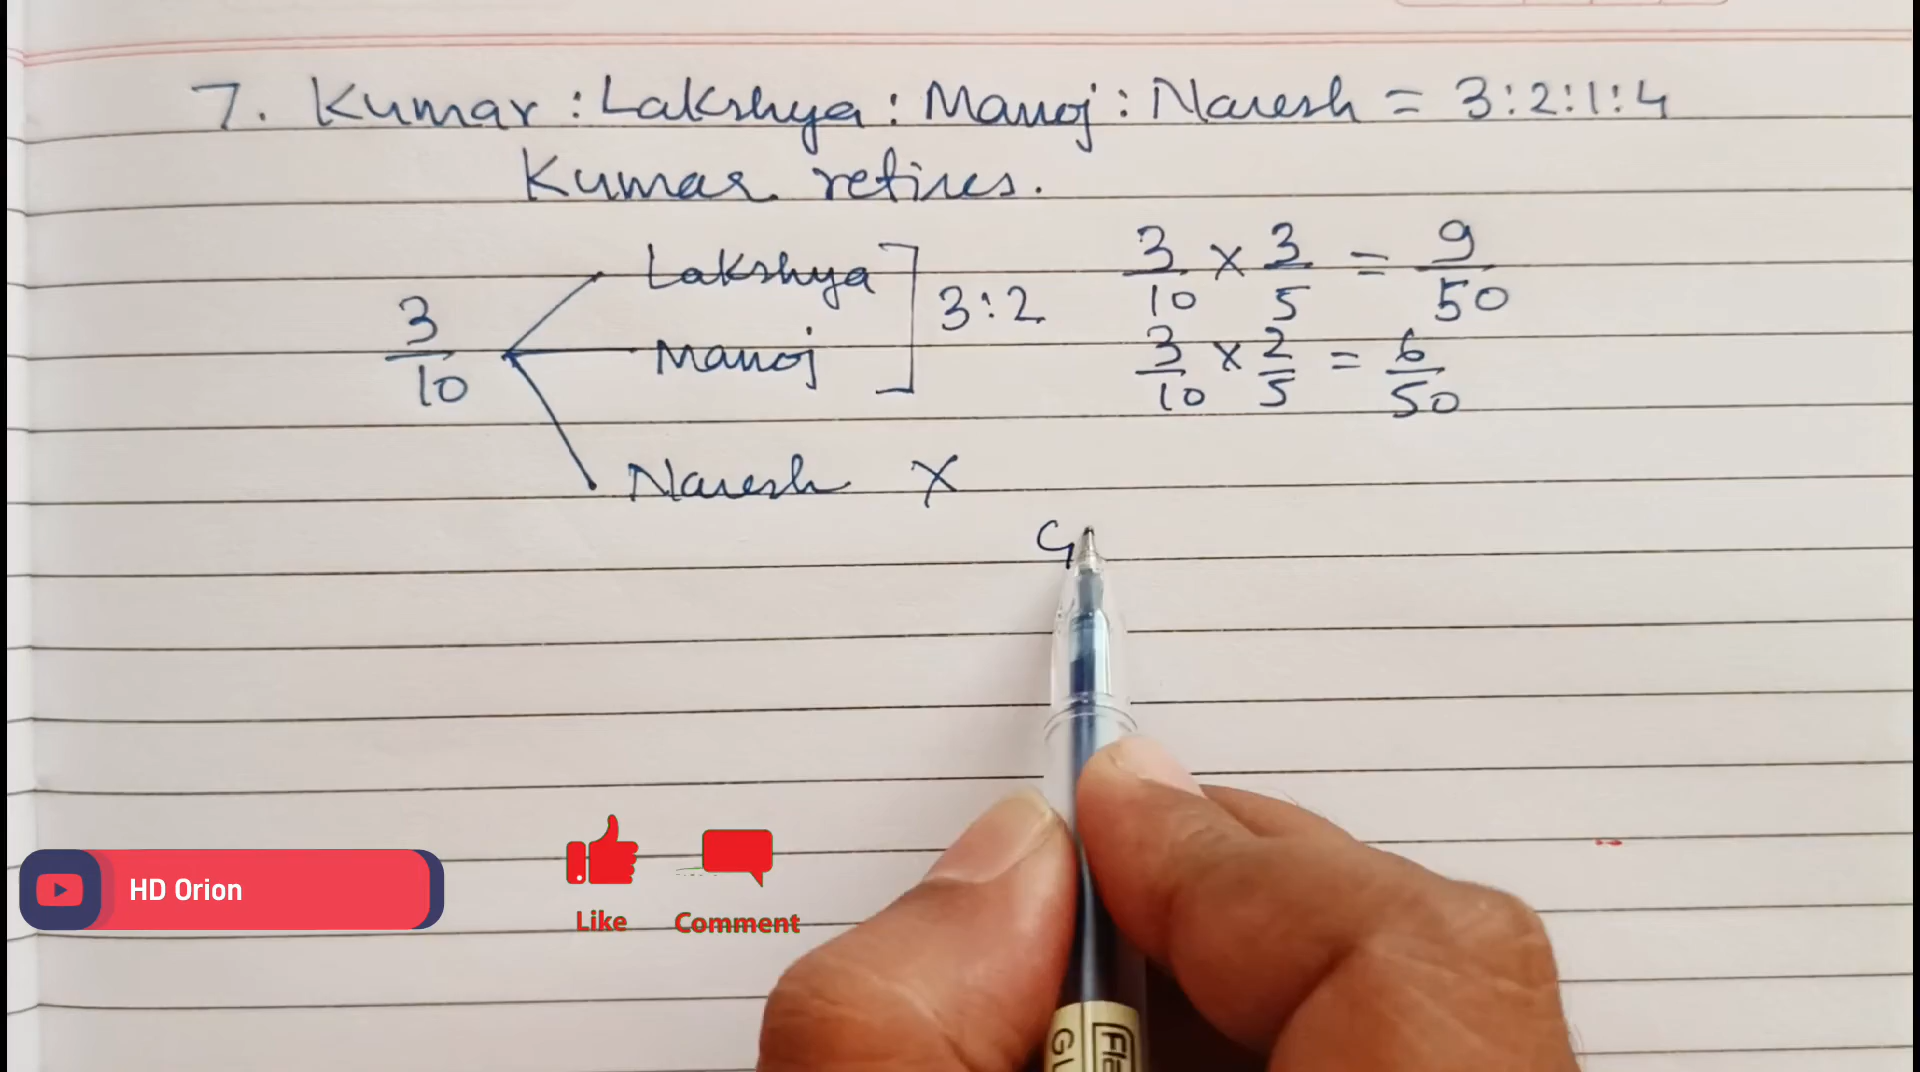 7. Kumar : Lakshya : Manoj : Naresh = 3:2:1:4
Kumar retires.
3/10
Lakshya
Manoj
3:2
3/10 × 3/5 = 9/50
3/10 × 2/5 = 6/50
Naresh X
G
HD Orion
Like
Comment